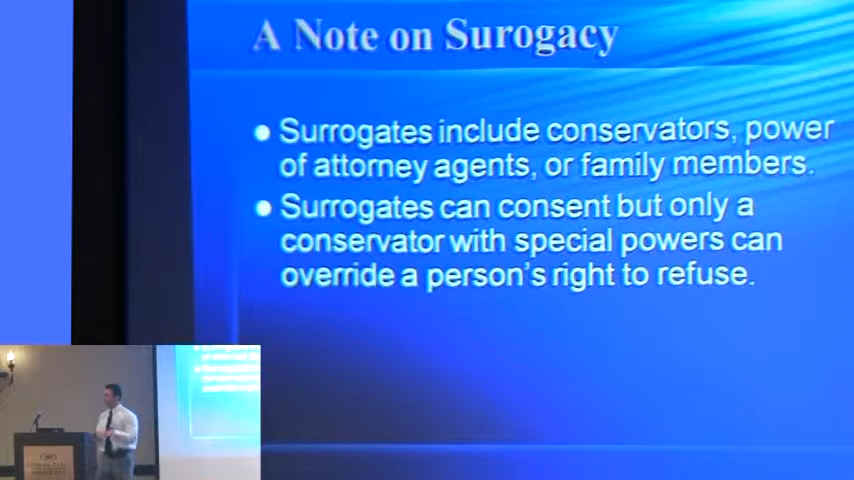 A Note on Surogacy
Surrogates include conservators, power
of attorney agents, or family members.
Surrogates can consent but only a
conservator with special powers can
override a person's right to refuse.